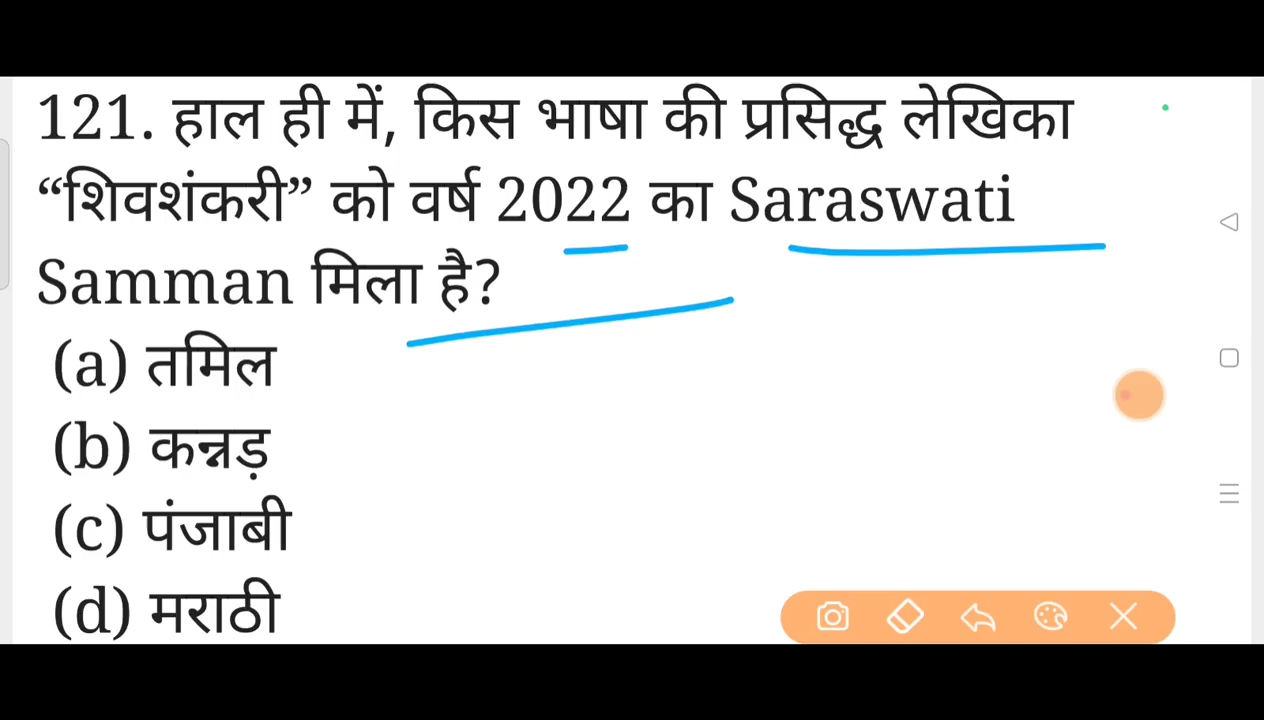 121. हाल ही में, किस भाषा की प्रसिद्ध लेखिका
“शिवशंकरी” को वर्ष 2022 का Saraswati
Samman मिला है?
(a) तमिल
(b) कन्नड़
(c) पंजाबी
(d) मराठी